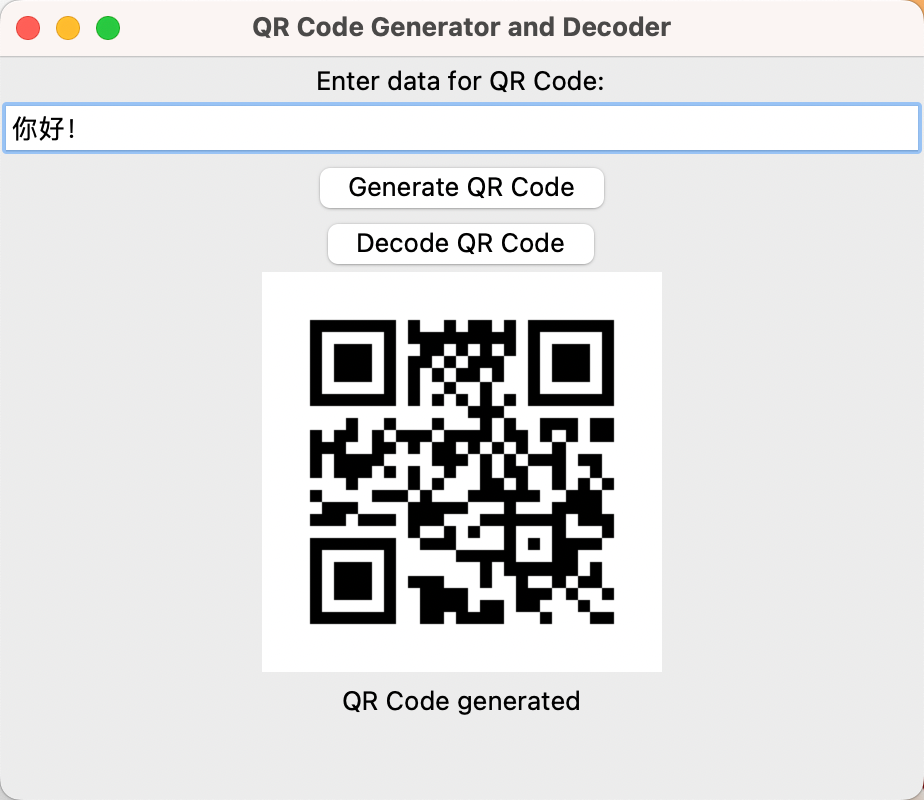 QR Code Generator and Decoder
Enter data for QR Code:
你好！
Generate QR Code
Decode QR Code
QR Code generated